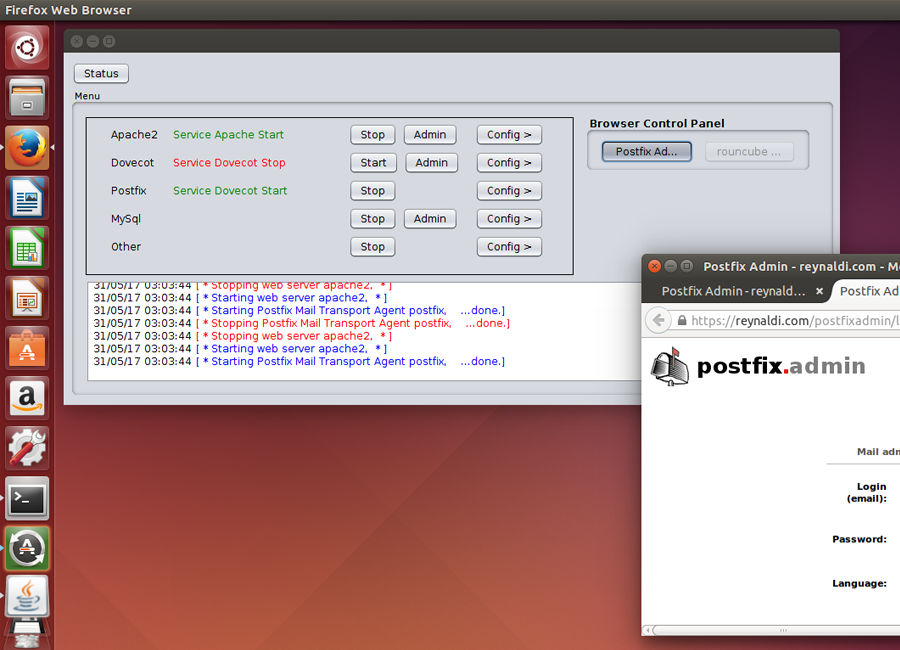 Firefox Web Browser
Status
Menu
Apache2 Service Apache Start Stop Admin Config >
Dovecot Service Dovecot Stop Start Admin Config >
Postfix Service Dovecot Start Stop Config >
MySql Stop Admin Config >
Other Stop Config >
Browser Control Panel
Postfix Ad... rouncube ...
31/05/17 03:03:44 [ * Stopping web server apache2, * ]
31/05/17 03:03:44 [ * Starting web server apache2, * ]
31/05/17 03:03:44 [ * Starting Postfix Mail Transport Agent postfix, ...done.]
31/05/17 03:03:44 [ * Stopping Postfix Mail Transport Agent postfix, ...done.]
31/05/17 03:03:44 [ * Stopping web server apache2, * ]
31/05/17 03:03:44 [ * Starting web server apache2, * ]
31/05/17 03:03:44 [ * Starting Postfix Mail Transport Agent postfix, ...done.]
Postfix Admin - reynaldi.com - M
Postfix Admin - reynald... × Postfix Ad
https://reynaldi.com/postfixadmin/l
postfix.admin
Mail adm
Login
(email):
Password:
Language: